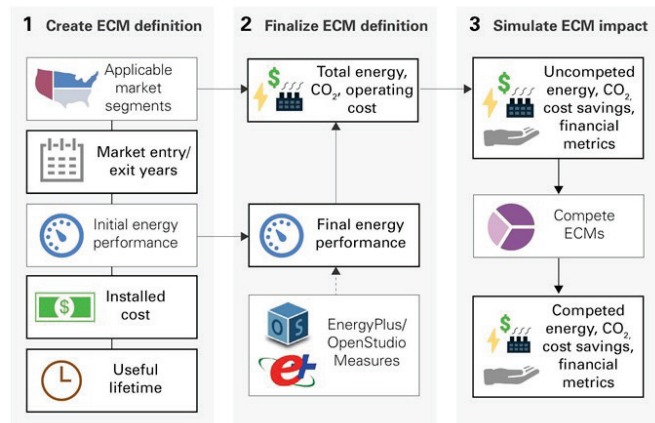 1 Create ECM definition
Applicable
market
segments
Market entry/
exit years
Initial energy
performance
$
Installed
cost
Useful
lifetime
2 Finalize ECM definition
$
Total energy,
CO2, operating
cost
Final energy
performance
O S
e+
EnergyPlus/
OpenStudio
Measures
3 Simulate ECM impact
$
Uncompeted
energy, CO2,
cost savings,
financial
metrics
Compete
ECMs
$
Competed
energy, CO2,
cost savings,
financial
metrics